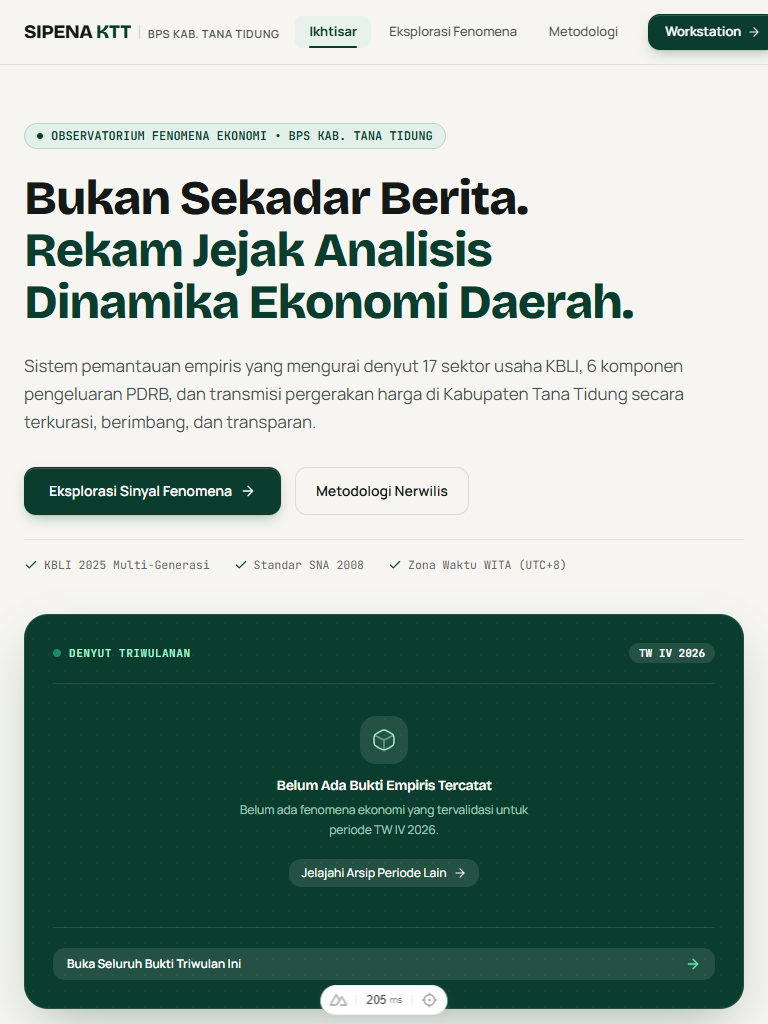 SIPENA KTT
BPS KAB. TANA TIDUNG
Ikhtisar
Eksplorasi Fenomena
Metodologi
Workstation →
• OBSERVATORIUM FENOMENA EKONOMI • BPS KAB. TANA TIDUNG
Bukan Sekadar Berita.
Rekam Jejak Analisis
Dinamika Ekonomi Daerah.
Sistem pemantauan empiris yang mengurai denyut 17 sektor usaha KBLI, 6 komponen
pengeluaran PDRB, dan transmisi pergerakan harga di Kabupaten Tana Tidung secara
terkurasi, berimbang, dan transparan.
Eksplorasi Sinyal Fenomena →
Metodologi Nerwilis
✓ KBLI 2025 Multi-Generasi
✓ Standar SNA 2008
✓ Zona Waktu WITA (UTC+8)
• DENYUT TRIWULANAN
TW IV 2026
Belum Ada Bukti Empiris Tercatat
Belum ada fenomena ekonomi yang tervalidasi untuk
periode TW IV 2026.
Jelajahi Arsip Periode Lain →
Buka Seluruh Bukti Triwulan Ini →
205 ms